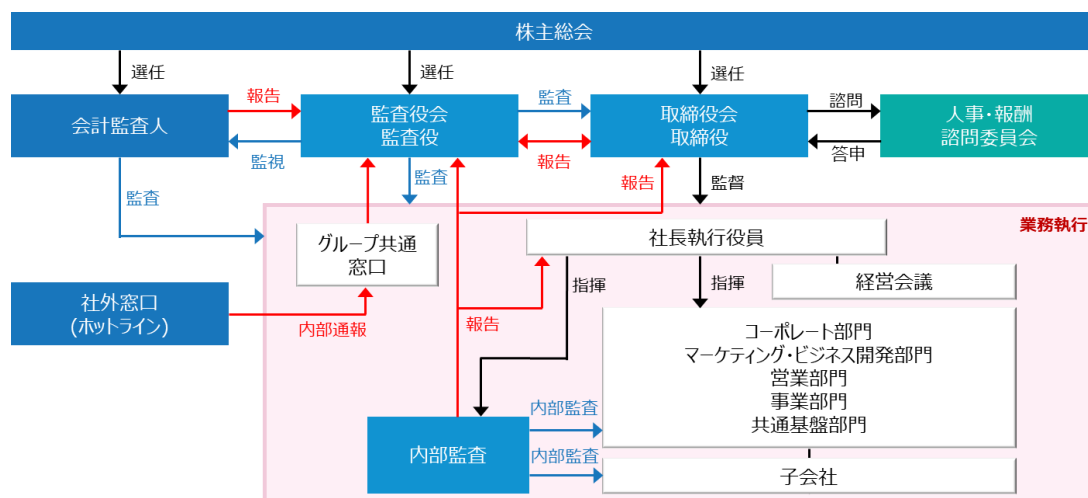 株主総会
選任
選任
選任
会計監査人
報告
監視
監査役会
監査役
監査
報告
取締役会
取締役
諮問
答申
人事・報酬
諮問委員会
監査
監査
報告
監督
業務執行
グループ共通
窓口
社長執行役員
経営会議
指揮
指揮
社外窓口
(ホットライン)
内部通報
報告
コーポレート部門
マーケティング・ビジネス開発部門
営業部門
事業部門
共通基盤部門
内部監査
内部監査
内部監査
子会社